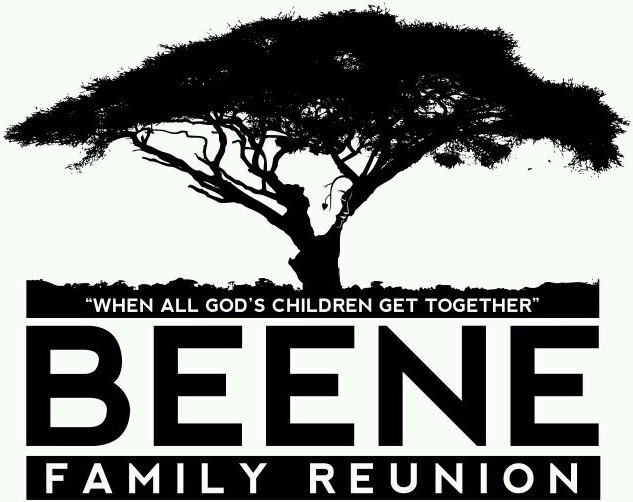 “WHEN ALL GOD’S CHILDREN GET TOGETHER”
BEENE
FAMILY REUNION